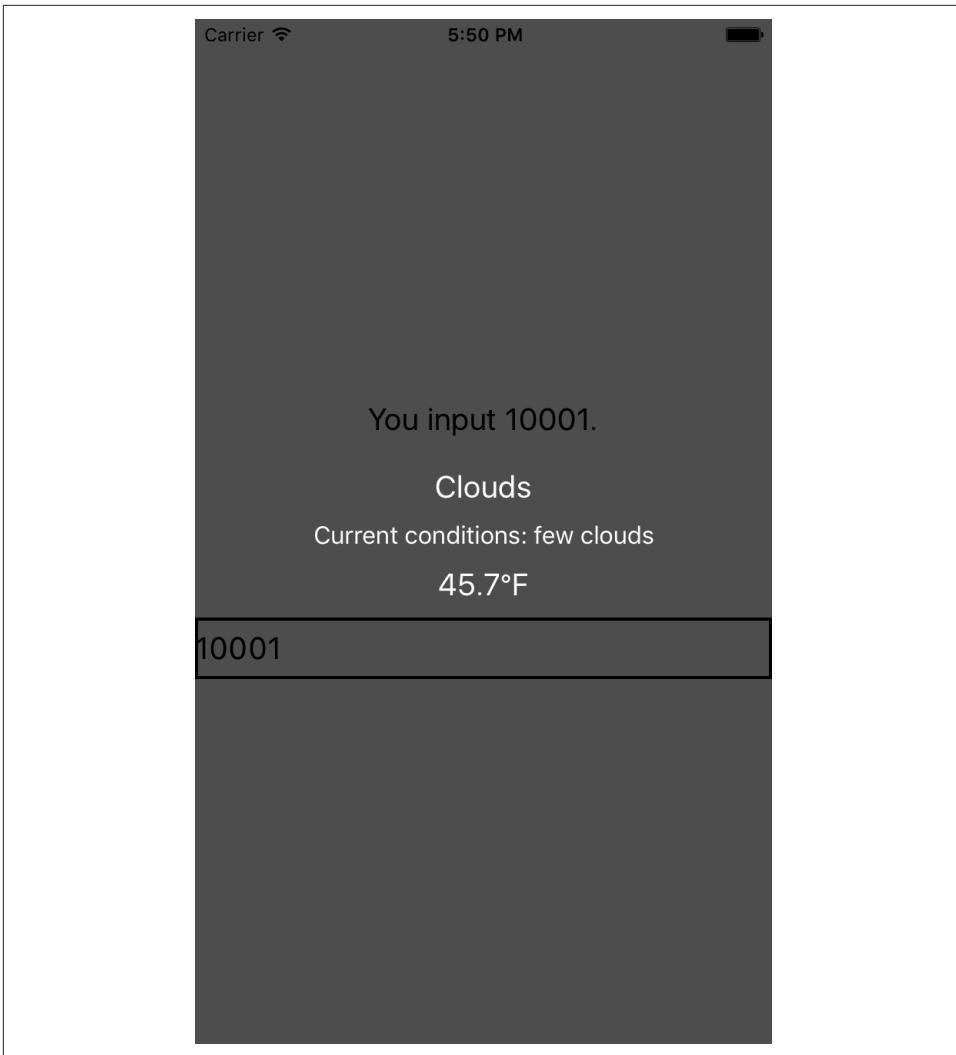 Carrier 5:50 PM
You input 10001.
Clouds
Current conditions: few clouds
45.7°F
10001